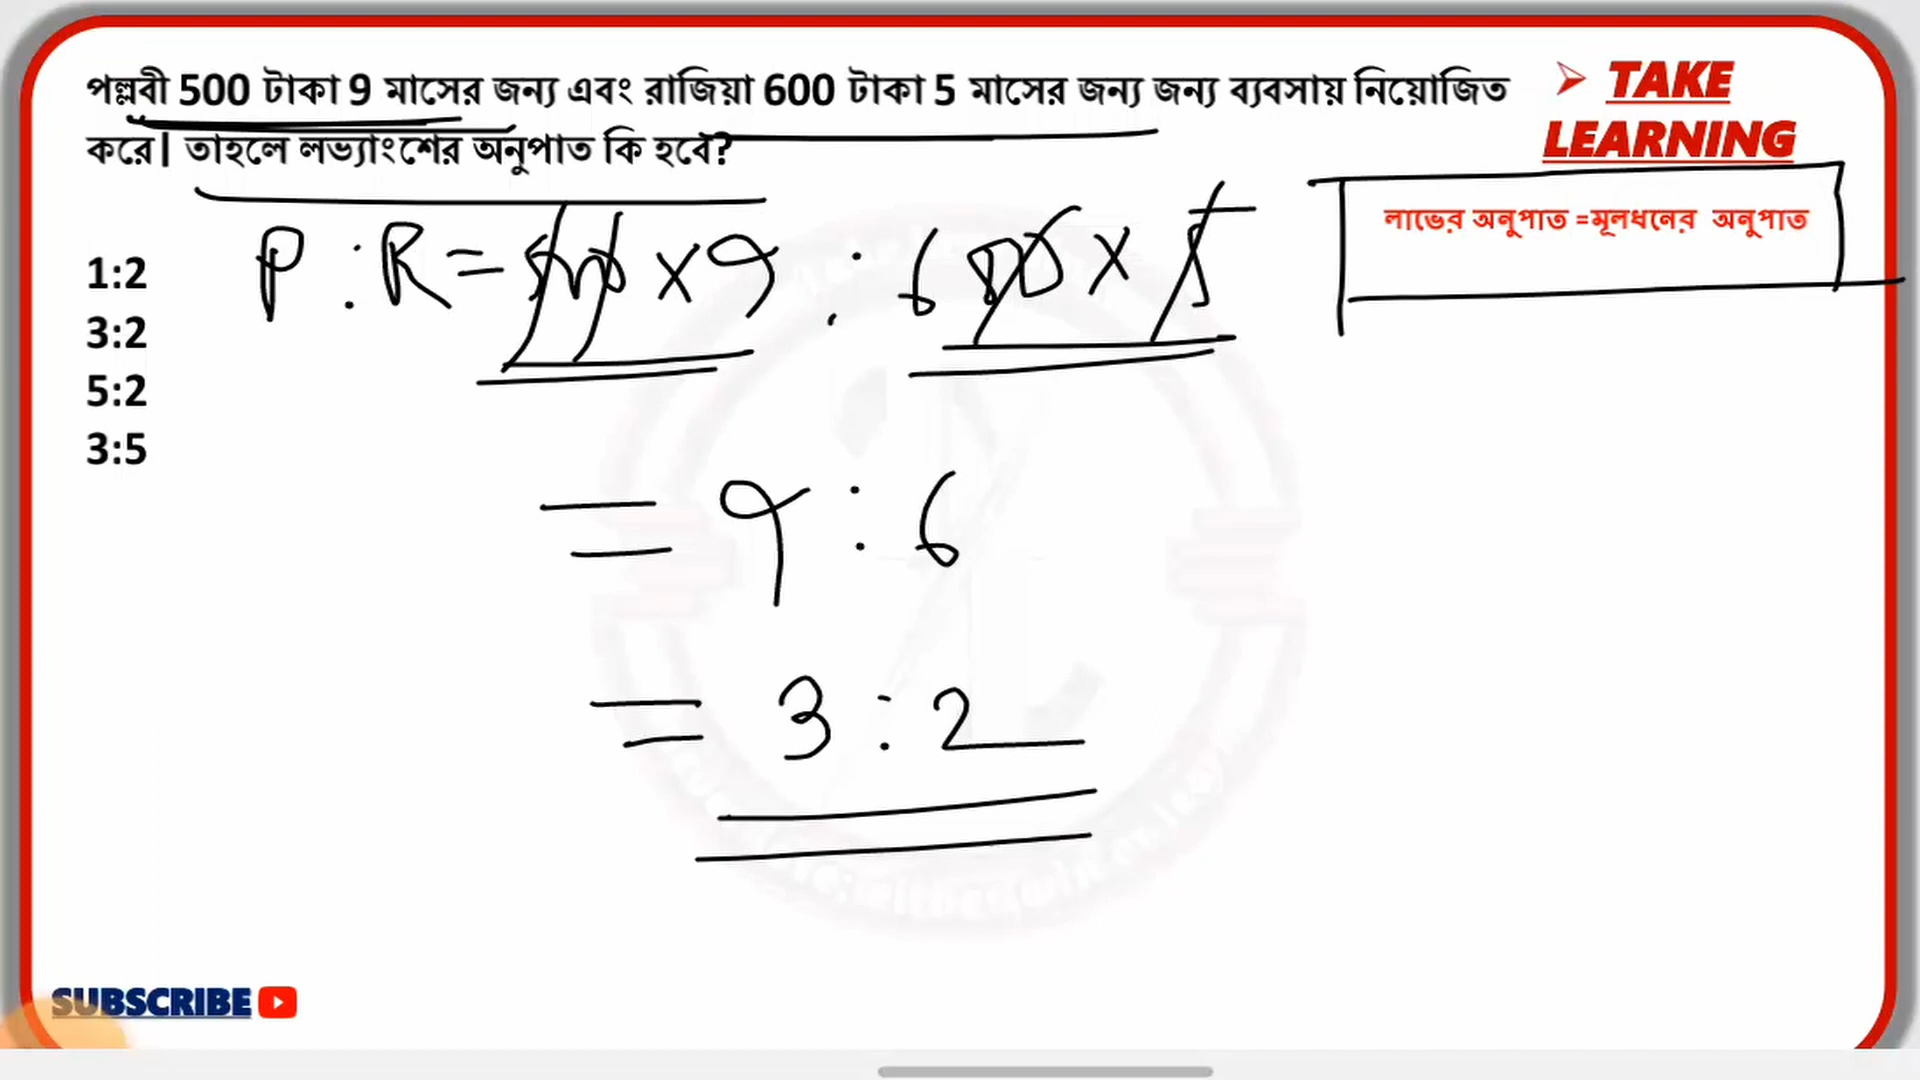 পল্লবী 500 টাকা 9 মাসের জন্য এবং রাজিয়া 600 টাকা 5 মাসের জন্য জন্য ব্যবসায় নিয়োজিত
করে| তাহলে লভ্যাংশের অনুপাত কি হবে?
TAKE
LEARNING
লাভের অনুপাত =মূলধনের অনুপাত
P : R = 500 × 9 : 600 × 5
1:2
3:2
5:2
3:5
= 9 : 6
= 3 : 2
SUBSCRIBE